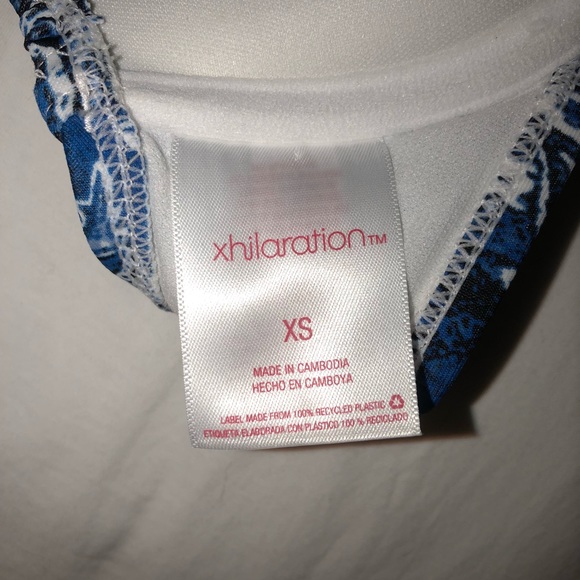 xhilaration™
XS
MADE IN CAMBODIA
HECHO EN CAMBOYA
LABEL MADE FROM 100% RECYCLED PLASTIC
ETIQUETA ELABORADA CON PLASTICO 100 % RECICLADO